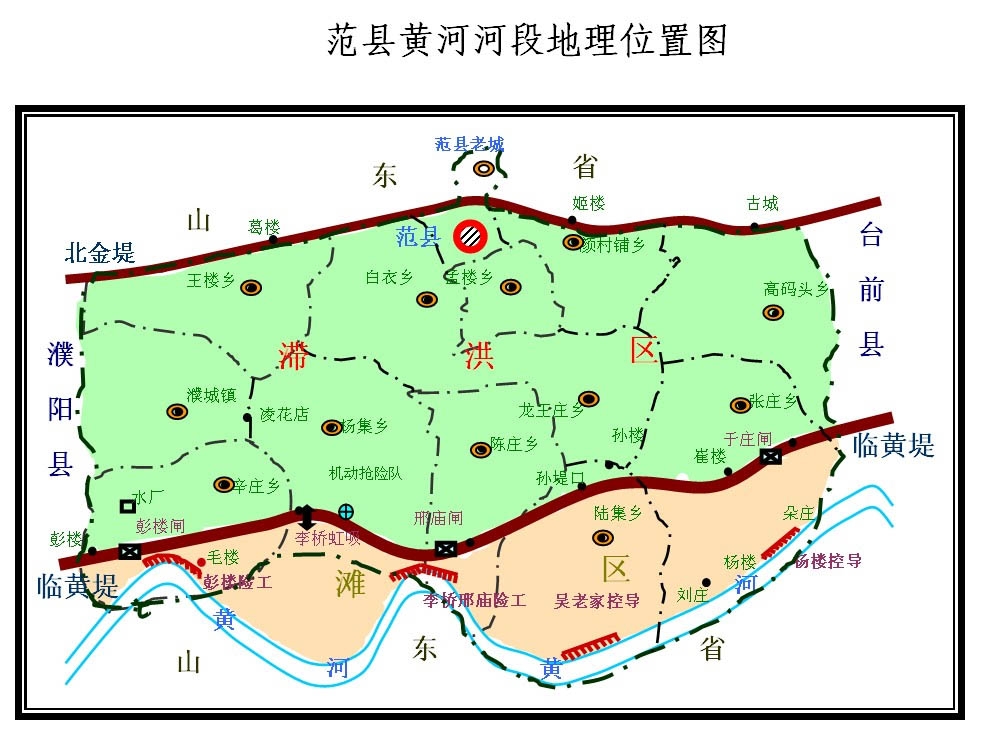 范县黄河河段地理位置图
范县老城
东
省
山
葛楼
姬楼
古城
北金堤
范县
颜村铺乡
台前县
王楼乡
白衣乡
孟楼乡
高码头乡
濮阳县
滞
洪
区
濮城镇
凌花店
杨集乡
龙王庄乡
张庄乡
陈庄乡
孙楼
于庄闸
临黄堤
机动抢险队
崔楼
辛庄乡
孙堤口
水厂
彭楼闸
彭楼
李桥虹吸
邢庙闸
陆集乡
朵庄
毛楼
临黄堤
彭楼险工
滩
区
杨楼
杨楼控导
河
刘庄
李桥邢庙险工
吴老家控导
黄
山
河
东
黄
省